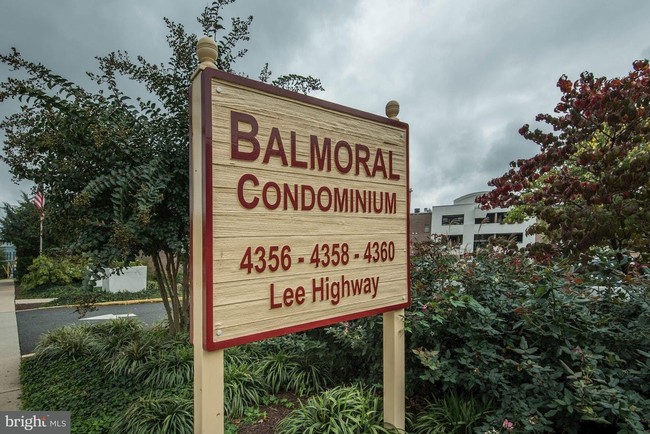 BALMORAL
CONDOMINIUM
4356 - 4358 - 4360
Lee Highway
bright MLS